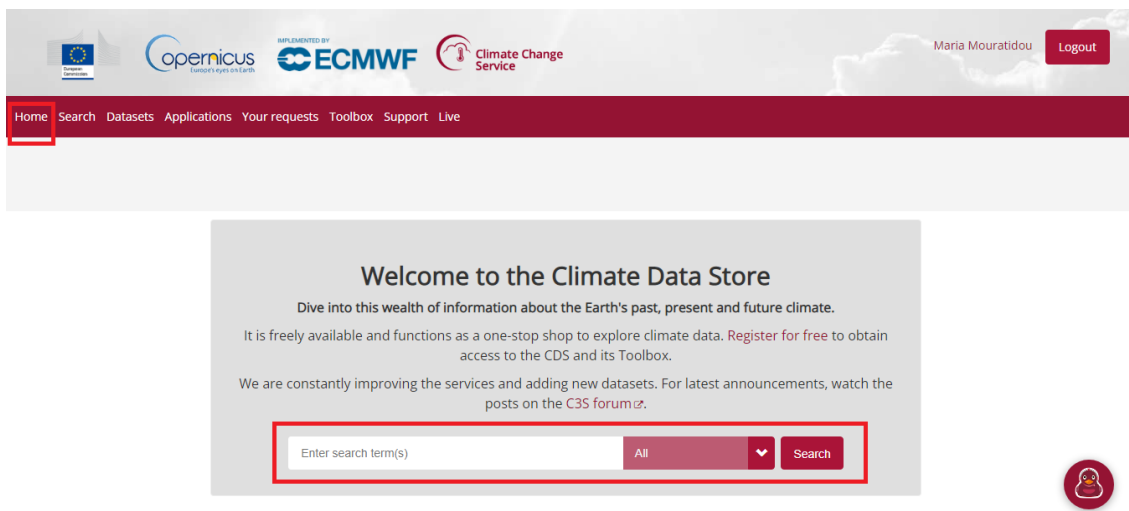 European
Commission
opernicus
Europe's eyes on Earth
IMPLEMENTED BY
ECMWF
Climate Change
Service
Maria Mouratidou
Logout
Home Search Datasets Applications Your requests Toolbox Support Live
Welcome to the Climate Data Store
Dive into this wealth of information about the Earth's past, present and future climate.
It is freely available and functions as a one-stop shop to explore climate data. Register for free to obtain
access to the CDS and its Toolbox.
We are constantly improving the services and adding new datasets. For latest announcements, watch the
posts on the C3S forum.
Enter search term(s)
All
Search